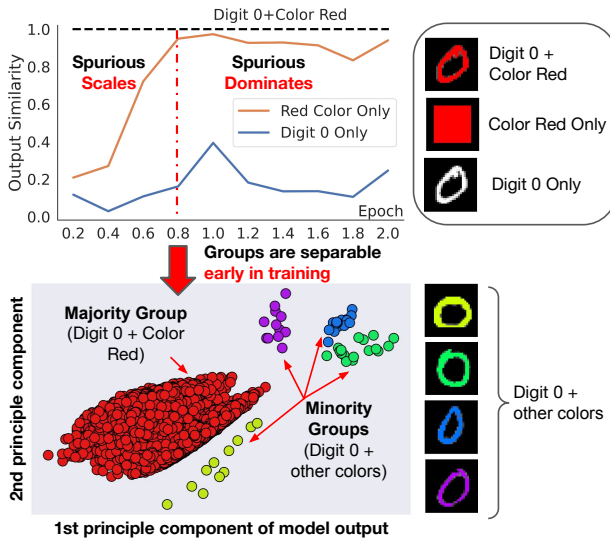 Digit 0+Color Red
Output Similarity
1.0
0.8
0.6
0.4
0.2
0.0
Spurious
Scales
Spurious
Dominates
Red Color Only
Digit 0 Only
Epoch
0.2 0.4 0.6 0.8 1.0 1.2 1.4 1.6 1.8 2.0
Digit 0 +
Color Red
Color Red Only
Digit 0 Only
Groups are separable
early in training
2nd principle component
Majority Group
(Digit 0 + Color
Red)
Minority
Groups
(Digit 0 +
other colors)
1st principle component of model output
Digit 0 +
other colors